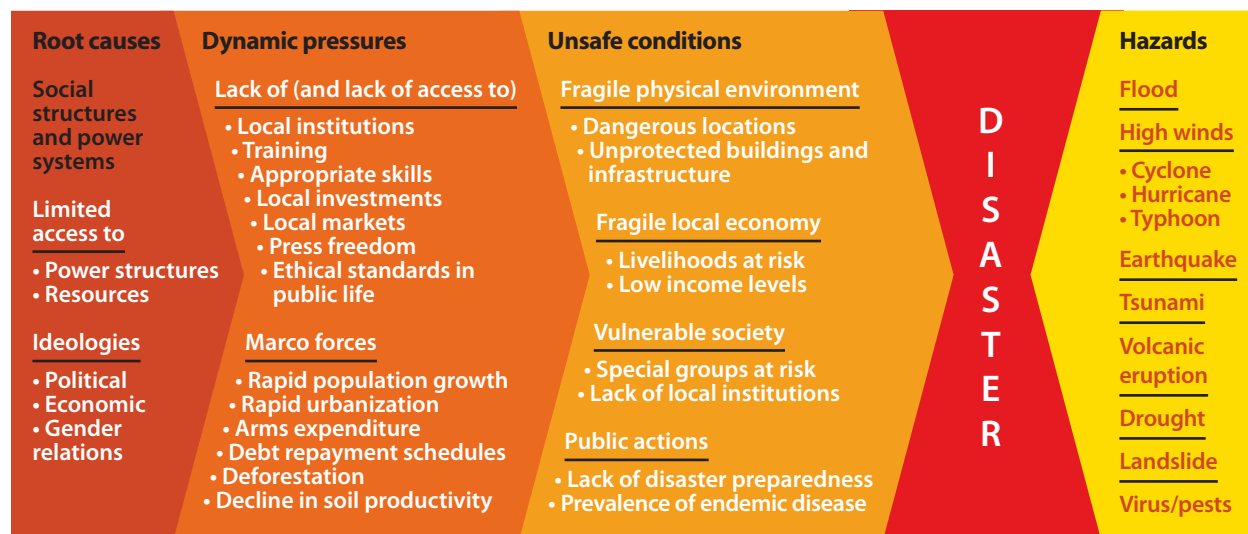 Root causes
Social
structures
and power
systems
Limited
access to
• Power structures
• Resources
Ideologies
• Political
• Economic
• Gender
relations
Dynamic pressures
Lack of (and lack of access to)
• Local institutions
• Training
• Appropriate skills
• Local investments
• Local markets
• Press freedom
• Ethical standards in
public life
Marco forces
• Rapid population growth
• Rapid urbanization
• Arms expenditure
• Debt repayment schedules
• Deforestation
• Decline in soil productivity
Unsafe conditions
Fragile physical environment
• Dangerous locations
• Unprotected buildings and
infrastructure
Fragile local economy
• Livelihoods at risk
• Low income levels
Vulnerable society
• Special groups at risk
• Lack of local institutions
Public actions
• Lack of disaster preparedness
• Prevalence of endemic disease
DISASTER
Hazards
Flood
High winds
• Cyclone
• Hurricane
• Typhoon
Earthquake
Tsunami
Volcanic
eruption
Drought
Landslide
Virus/pests